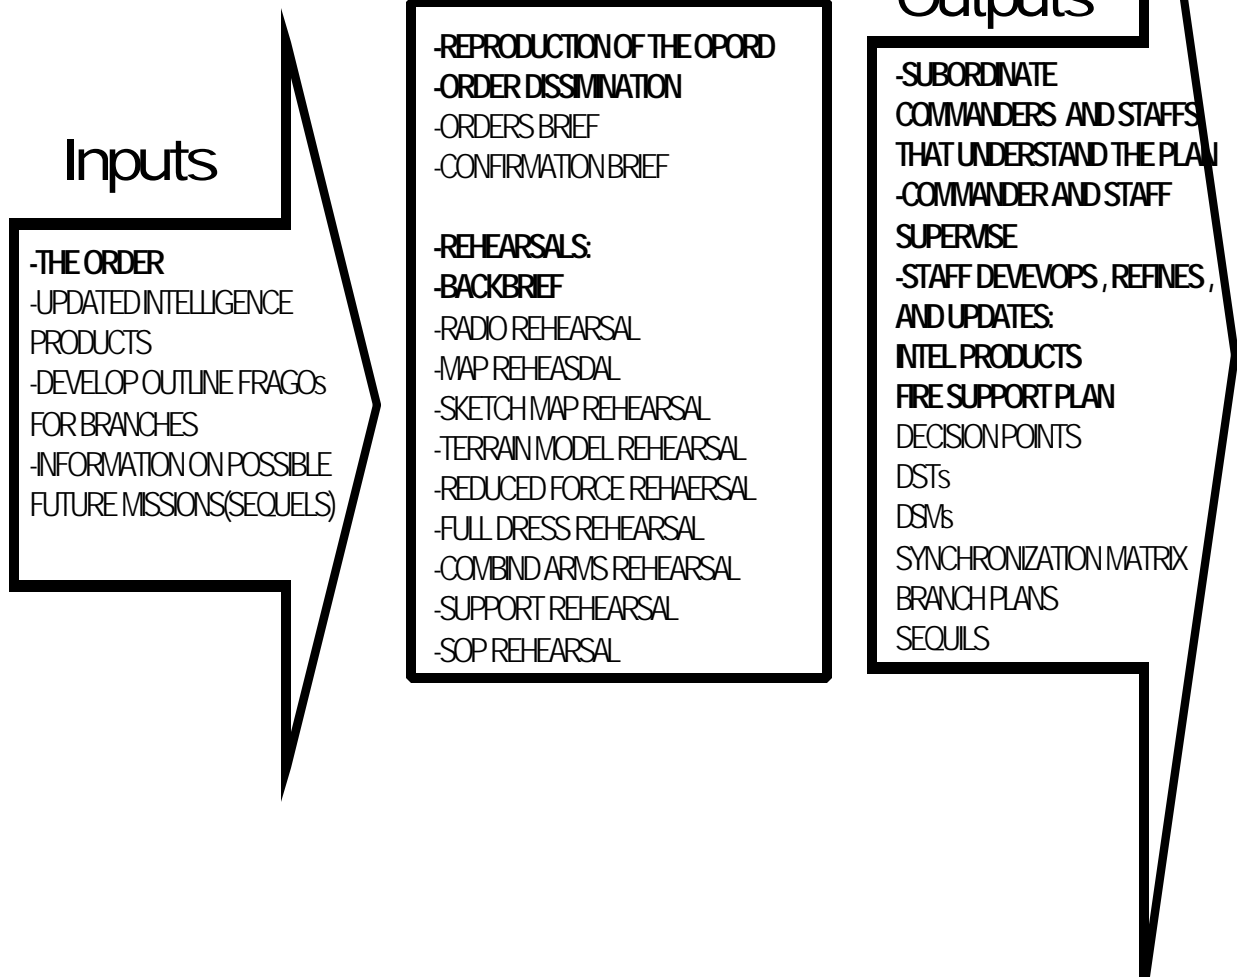 Inputs
-THE ORDER
-UPDATED INTELLIGENCE
PRODUCTS
-DEVELOP OUTLINE FRAGOs
FOR BRANCHES
-INFORMATION ON POSSIBLE
FUTURE MISSIONS(SEQUELS)
-REPRODUCTION OF THE OPORD
-ORDER DISSIMINATION
-ORDERS BRIEF
-CONFIRMATION BRIEF
-REHEARSALS:
-BACKBRIEF
-RADIO REHEARSAL
-MAP REHEASDAL
-SKETCH MAP REHEARSAL
-TERRAIN MODEL REHEARSAL
-REDUCED FORCE REHAERSAL
-FULL DRESS REHEARSAL
-COMBIND ARMS REHEARSAL
-SUPPORT REHEARSAL
-SOP REHEARSAL
Outputs
-SUBORDINATE
COMMANDERS AND STAFFS
THAT UNDERSTAND THE PLAN
-COMMANDER AND STAFF
SUPERVISE
-STAFF DEVEVOPS , REFINES ,
AND UPDATES:
INTEL PRODUCTS
FIRE SUPPORT PLAN
DECISION POINTS
DSTs
DSMs
SYNCHRONIZATION MATRIX
BRANCH PLANS
SEQUILS